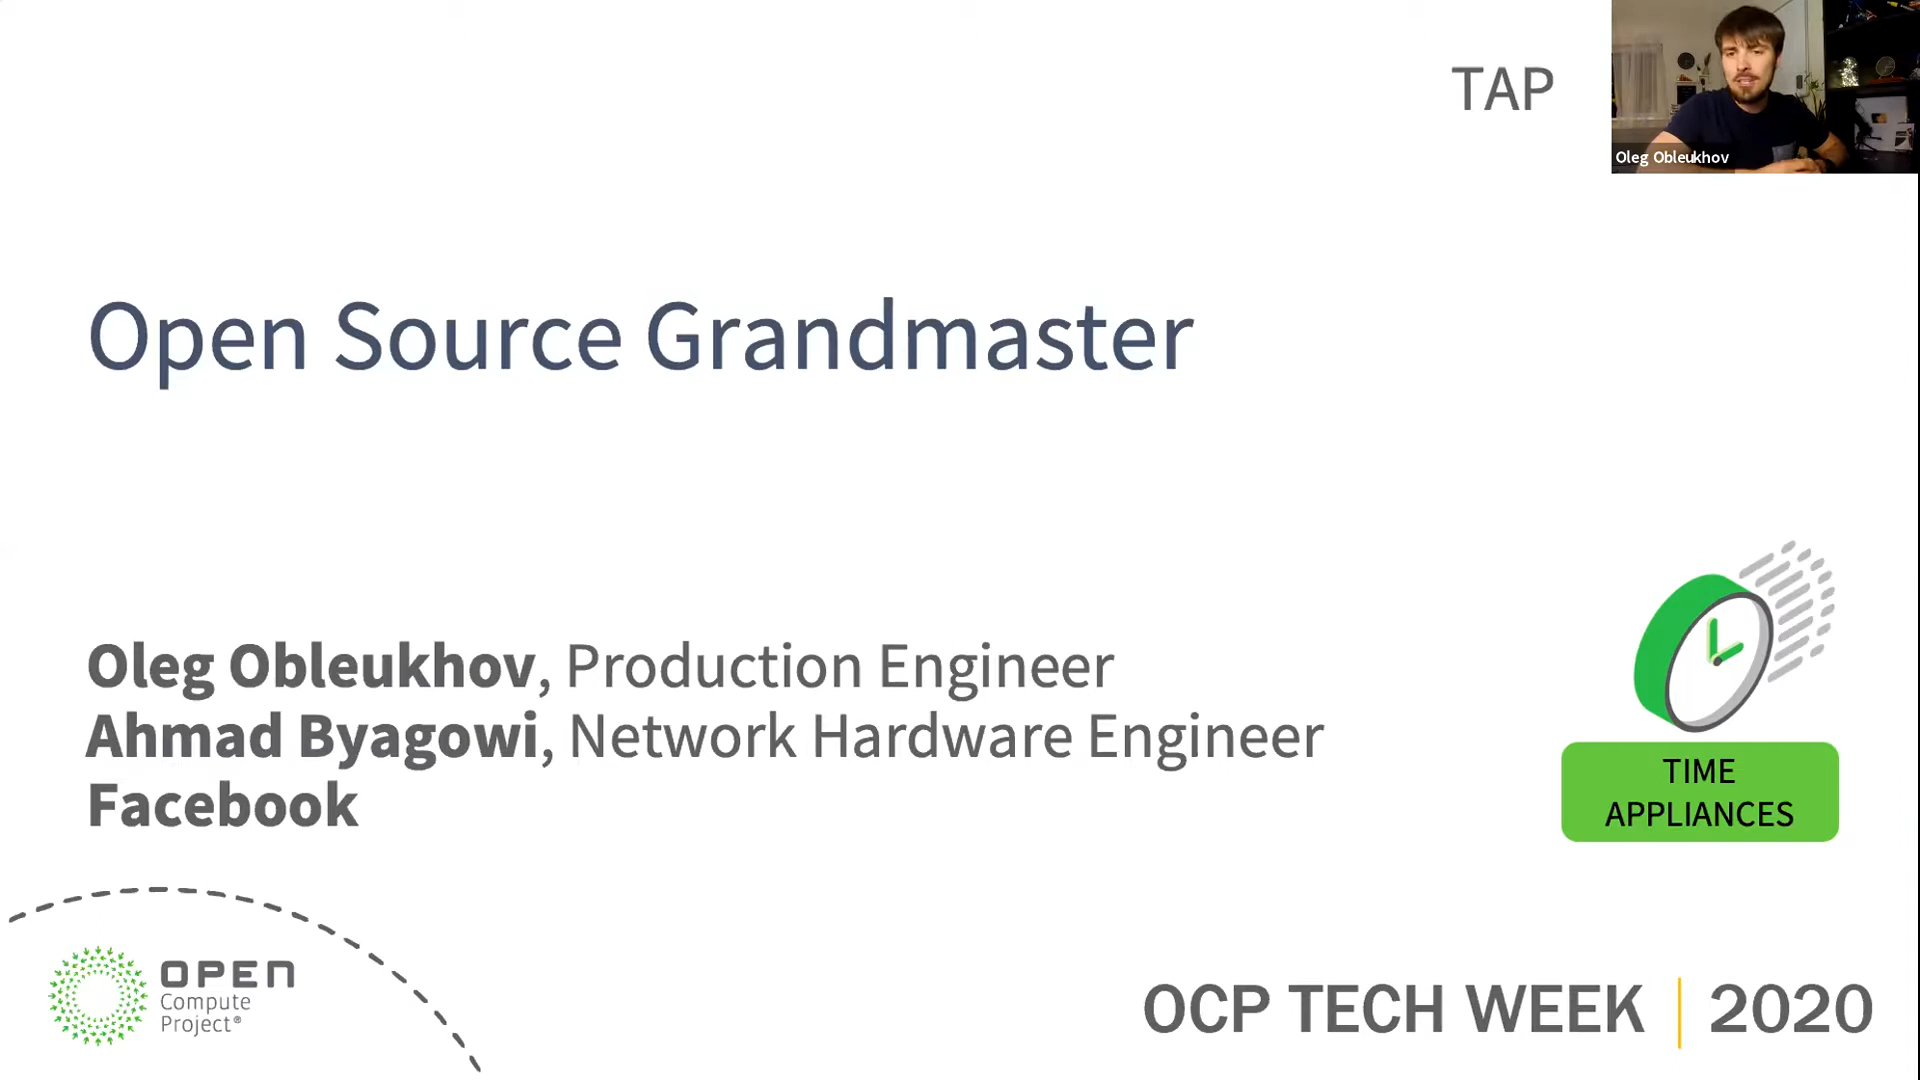 TAP
Oleg Obleukhov
Open Source Grandmaster
Oleg Obleukhov, Production Engineer
Ahmad Byagowi, Network Hardware Engineer
Facebook
TIME
APPLIANCES
OPEN
Compute
Project®
OCP TECH WEEK | 2020